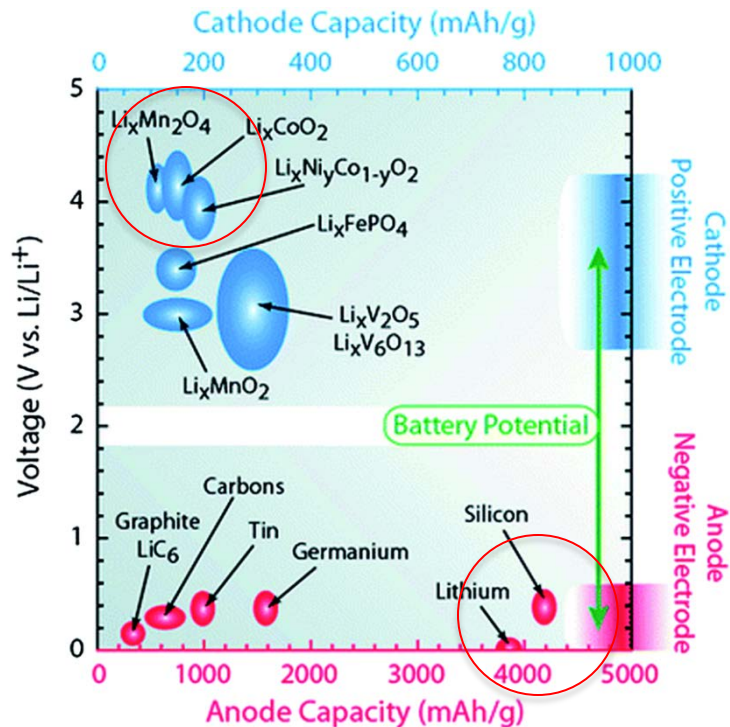 Cathode Capacity (mAh/g)
0 200 400 600 800 1000
5
4
3
2
1
0
Voltage (V vs. Li/Li⁺)
LiₓMn₂O₄
LiₓCoO₂
LiₓNiᵧCo₁₋ᵧO₂
LiₓFePO₄
LiₓV₂O₅
LiₓV₆O₁₃
LiₓMnO₂
Cathode
Positive Electrode
Battery Potential
Anode
Negative Electrode
Carbons
Graphite
LiC₆
Tin
Germanium
Silicon
Lithium
0 1000 2000 3000 4000 5000
Anode Capacity (mAh/g)